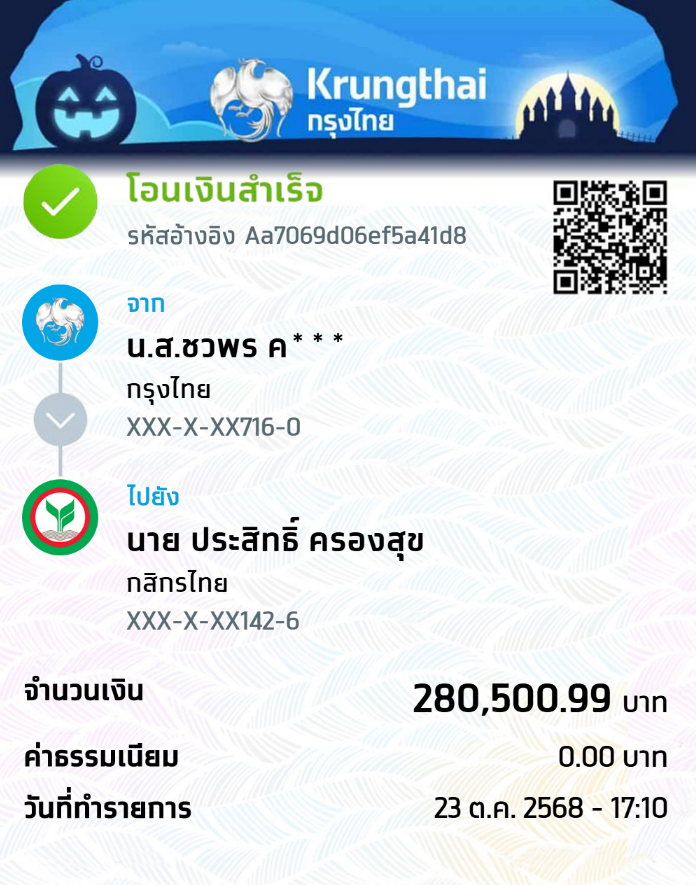 Krungthai
กรุงไทย
โอนเงินสำเร็จ
รหัสอ้างอิง Aa7069d06ef5a41d8
จาก
น.ส.ชวพร ค***
กรุงไทย
XXX-X-XX716-0
ไปยัง
นาย ประสิทธิ์ ครองสุข
กสิกรไทย
XXX-X-XX142-6
จำนวนเงิน 280,500.99 บาท
ค่าธรรมเนียม 0.00 บาท
วันที่ทำรายการ 23 ต.ค. 2568 - 17:10